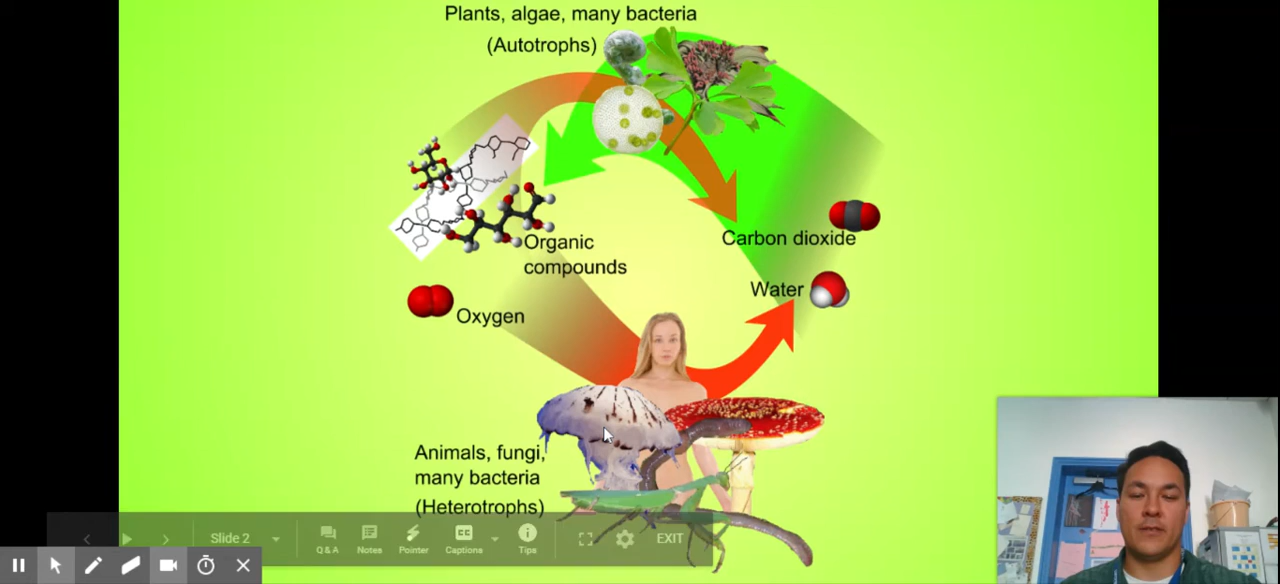 Plants, algae, many bacteria
(Autotrophs)
Carbon dioxide
Organic
compounds
Water
Oxygen
Animals, fungi,
many bacteria
(Heterotrophs)
Slide 2
Q & A
Notes
Pointer
CC
Captions
Tips
EXIT